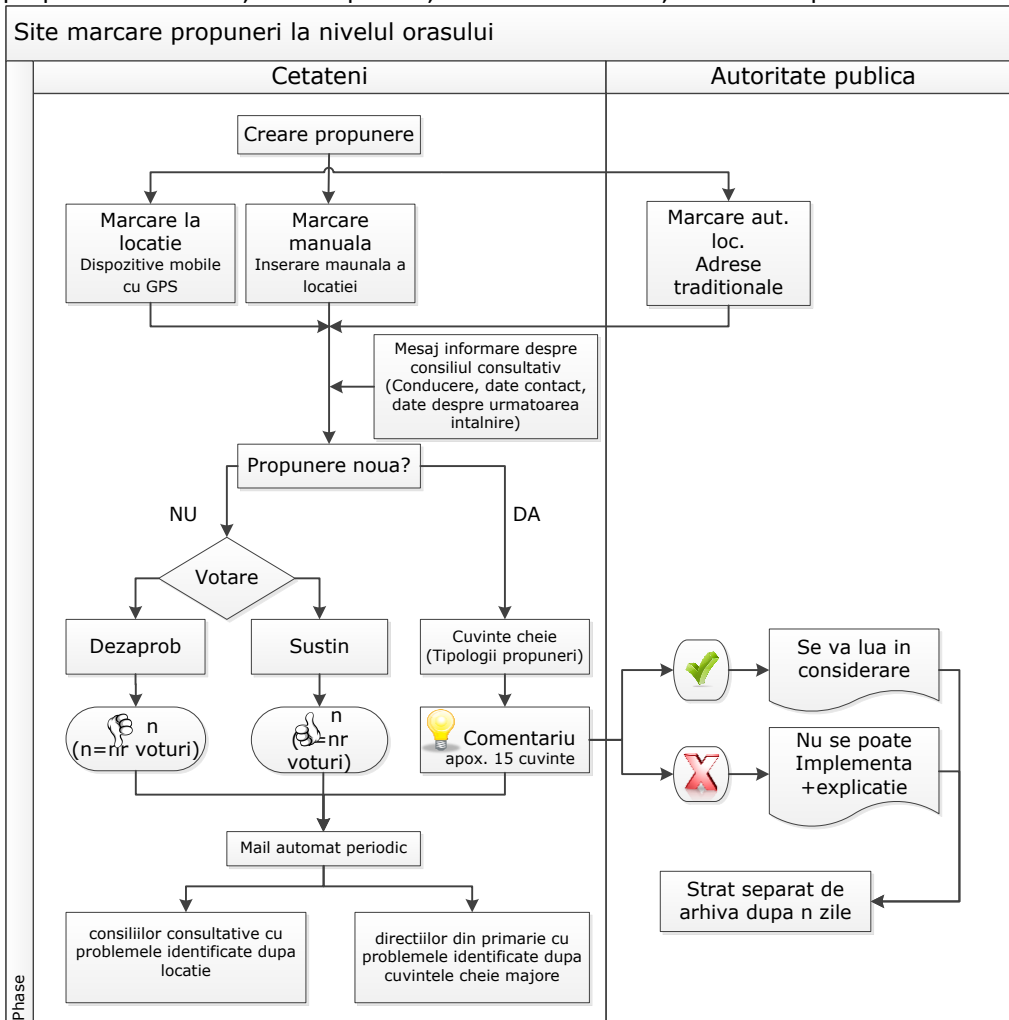 Site marcare propuneri la nivelul orasului
Cetateni
Autoritate publica
Creare propunere
Marcare la
locatie
Dispozitive mobile
cu GPS
Marcare
manuala
Inserare maunala a
locatiei
Marcare aut.
loc.
Adrese
traditionale
Mesaj informare despre
consiliul consultativ
(Conducere, date contact,
date despre urmatoarea
intalnire)
Propunere noua?
NU
DA
Votare
Dezaprob
Sustin
Cuvinte cheie
(Tipologii propuneri)
n
(n=nr voturi)
n
( =nr
voturi)
Comentariu
apox. 15 cuvinte
Se va lua in
considerare
Nu se poate
Implementa
+explicatie
Mail automat periodic
Strat separat de
arhiva dupa n zile
consiliilor consultative cu
problemele identificate dupa
locatie
directiilor din primarie cu
problemele identificate dupa
cuvintele cheie majore
Phase